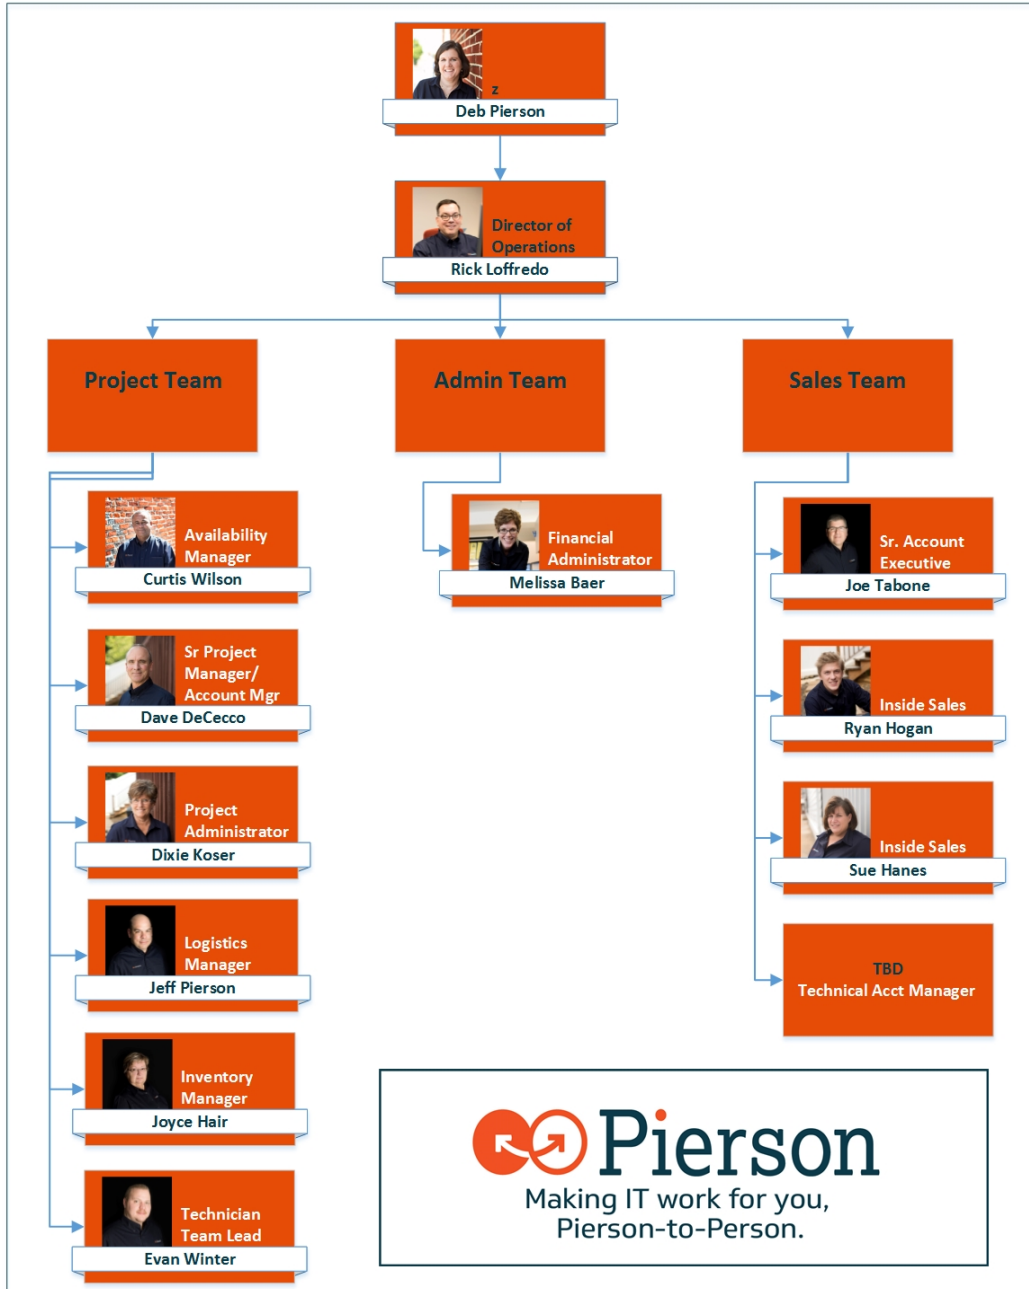 z
Deb Pierson
Director of
Operations
Rick Loffredo
Project Team
Admin Team
Sales Team
Availability
Manager
Curtis Wilson
Sr Project
Manager/
Account Mgr
Dave DeCecco
Project
Administrator
Dixie Koser
Logistics
Manager
Jeff Pierson
Inventory
Manager
Joyce Hair
Technician
Team Lead
Evan Winter
Financial
Administrator
Melissa Baer
Sr. Account
Executive
Joe Tabone
Inside Sales
Ryan Hogan
Inside Sales
Sue Hanes
TBD
Technical Acct Manager
Pierson
Making IT work for you,
Pierson-to-Person.